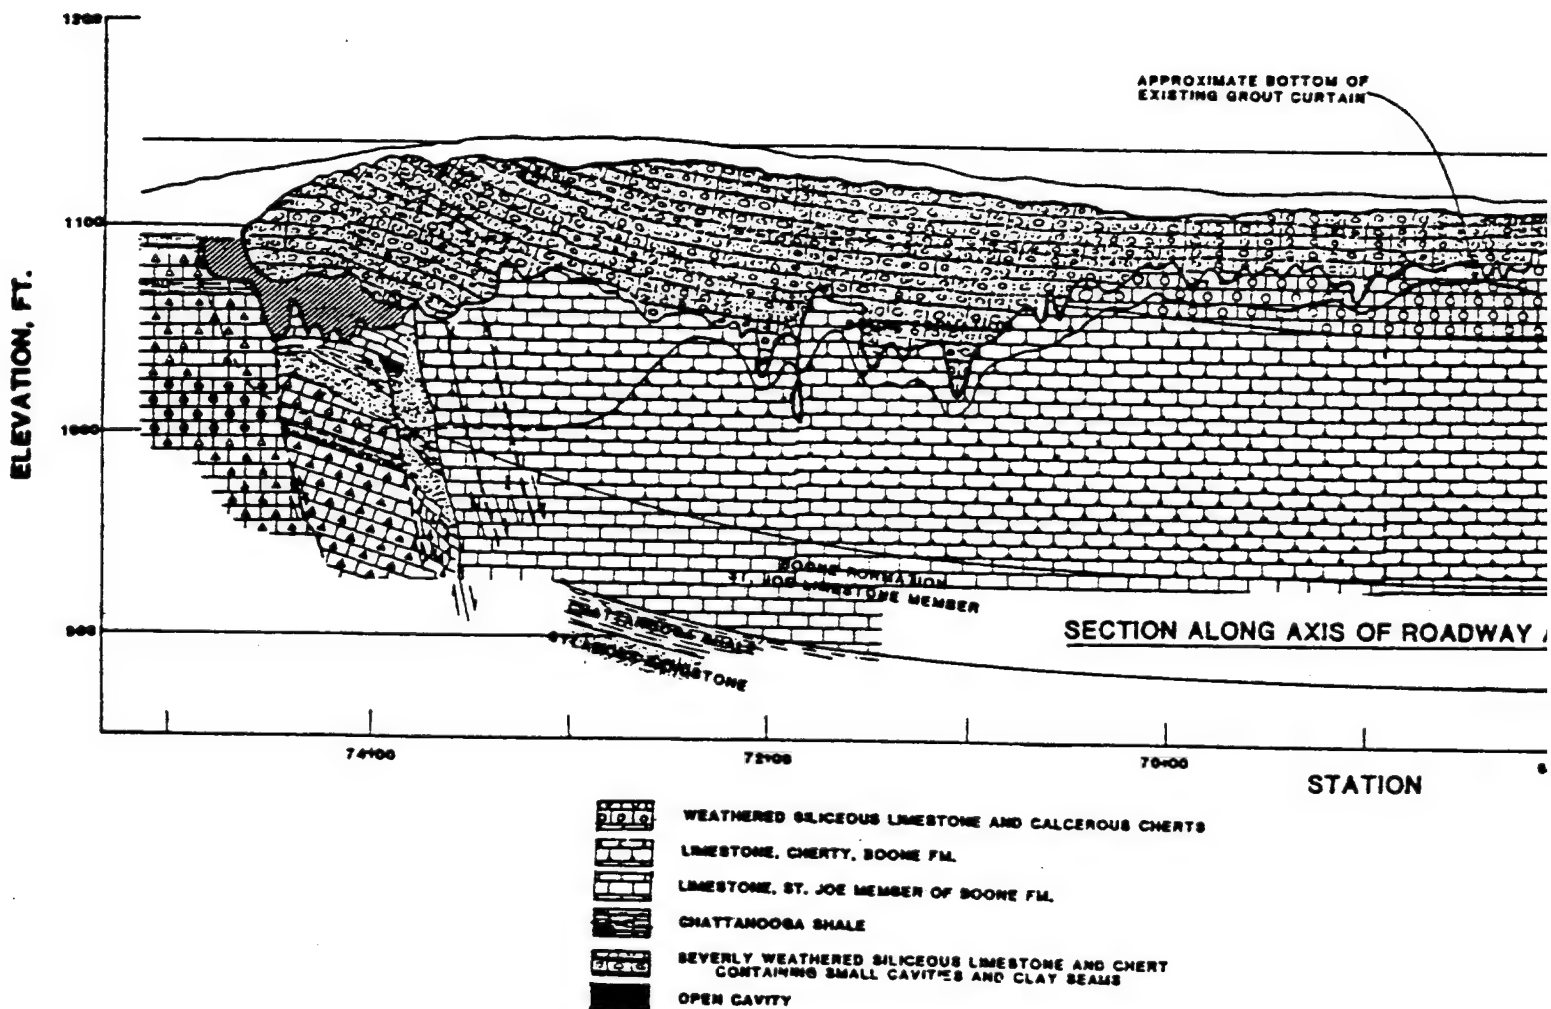 1200
APPROXIMATE BOTTOM OF
EXISTING GROUT CURTAIN
1100
ELEVATION, FT.
1000
BOONE FORMATION
ST. JOE LIMESTONE MEMBER
CHATTANOOGA SHALE
900
SECTION ALONG AXIS OF ROADWAY
74+00
72+00
70+00
STATION
WEATHERED SILICEOUS LIMESTONE AND CALCEROUS CHERTS
LIMESTONE, CHERTY, BOONE FM.
LIMESTONE, ST. JOE MEMBER OF BOONE FM.
CHATTANOOGA SHALE
SEVERLY WEATHERED SILICEOUS LIMESTONE AND CHERT
CONTAINING SMALL CAVITIES AND CLAY SEAMS
OPEN CAVITY